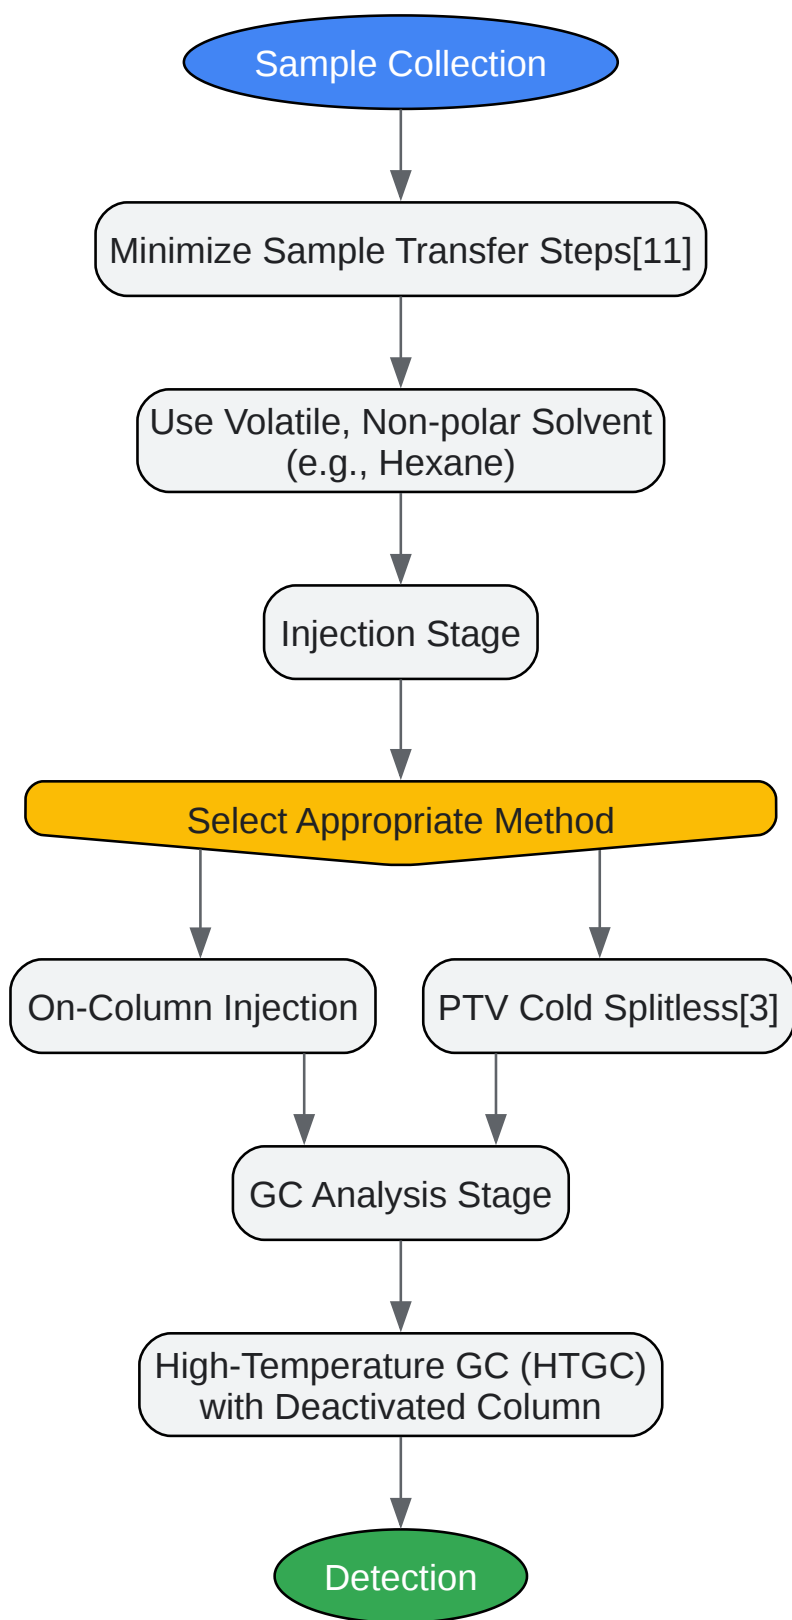 Sample Collection
Minimize Sample Transfer Steps[11]
Use Volatile, Non-polar Solvent
(e.g., Hexane)
Injection Stage
Select Appropriate Method
On-Column Injection
PTV Cold Splitless[3]
GC Analysis Stage
High-Temperature GC (HTGC)
with Deactivated Column
Detection